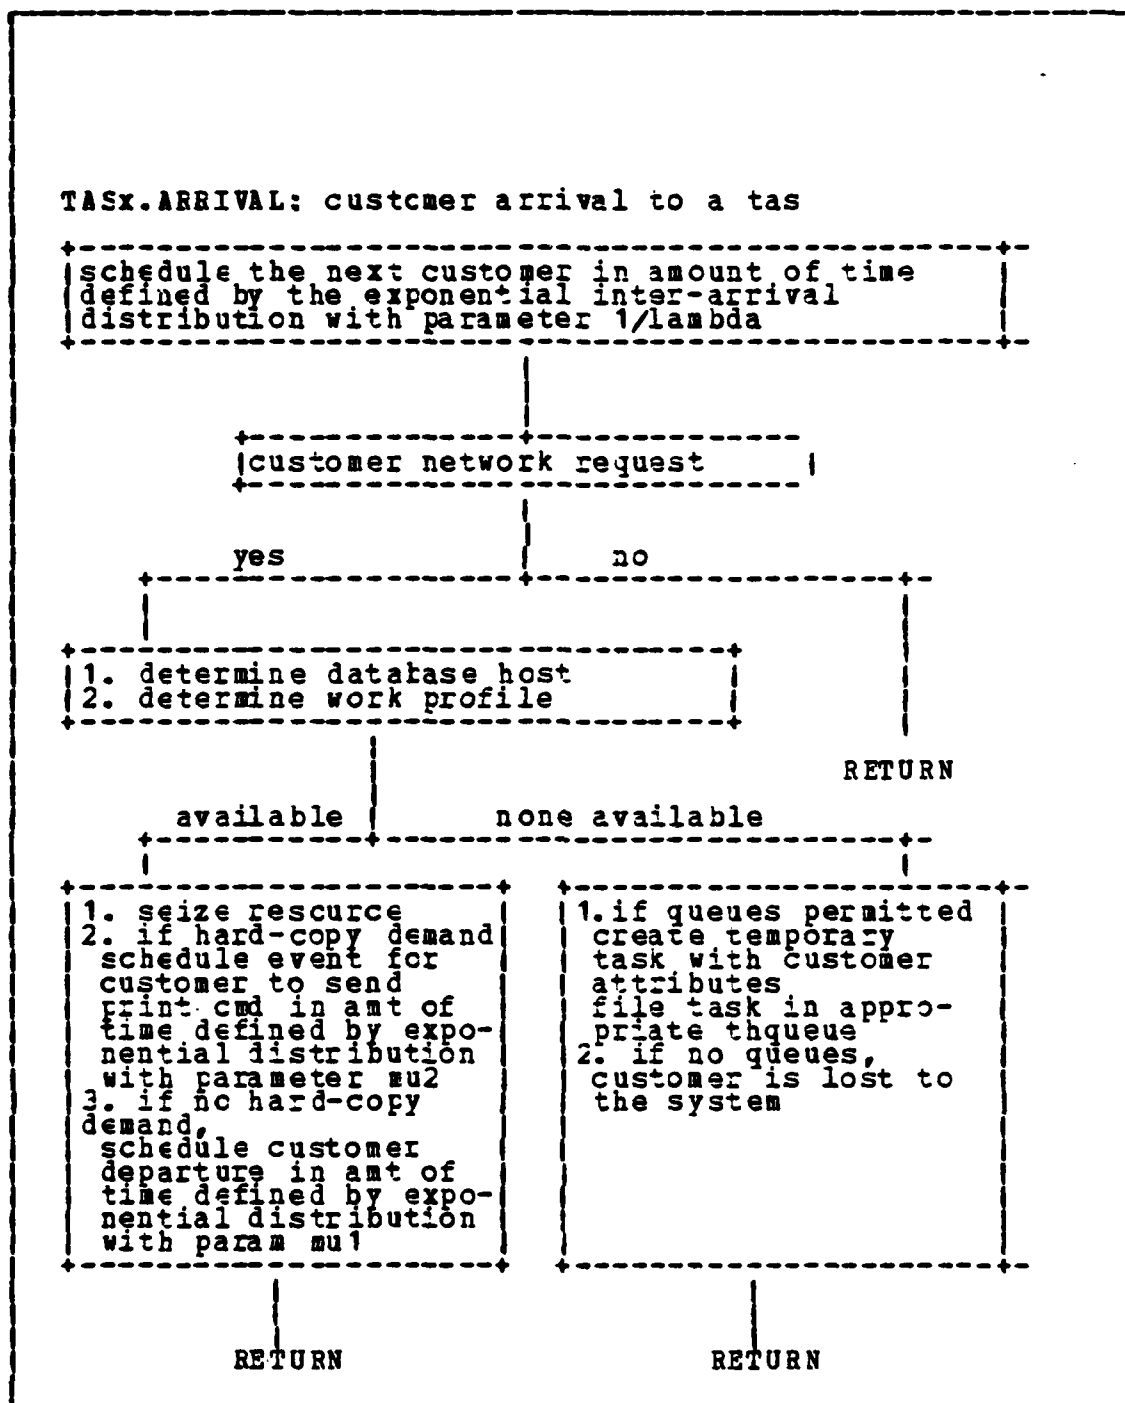 TASx.ARRIVAL: customer arrival to a tas
schedule the next customer in amount of time
defined by the exponential inter-arrival
distribution with parameter 1/lambda
customer network request
yes no
1. determine database host
2. determine work profile
RETURN
available none available
1. seize resource
2. if hard-copy demand
schedule event for
customer to send
print cmd in amt of
time defined by expo-
nential distribution
with parameter mu2
3. if no hard-copy
demand,
schedule customer
departure in amt of
time defined by expo-
nential distribution
with param mu1
1.if queues permitted
create temporary
task with customer
attributes
file task in appro-
priate thqueue
2. if no queues,
customer is lost to
the system
RETURN RETURN